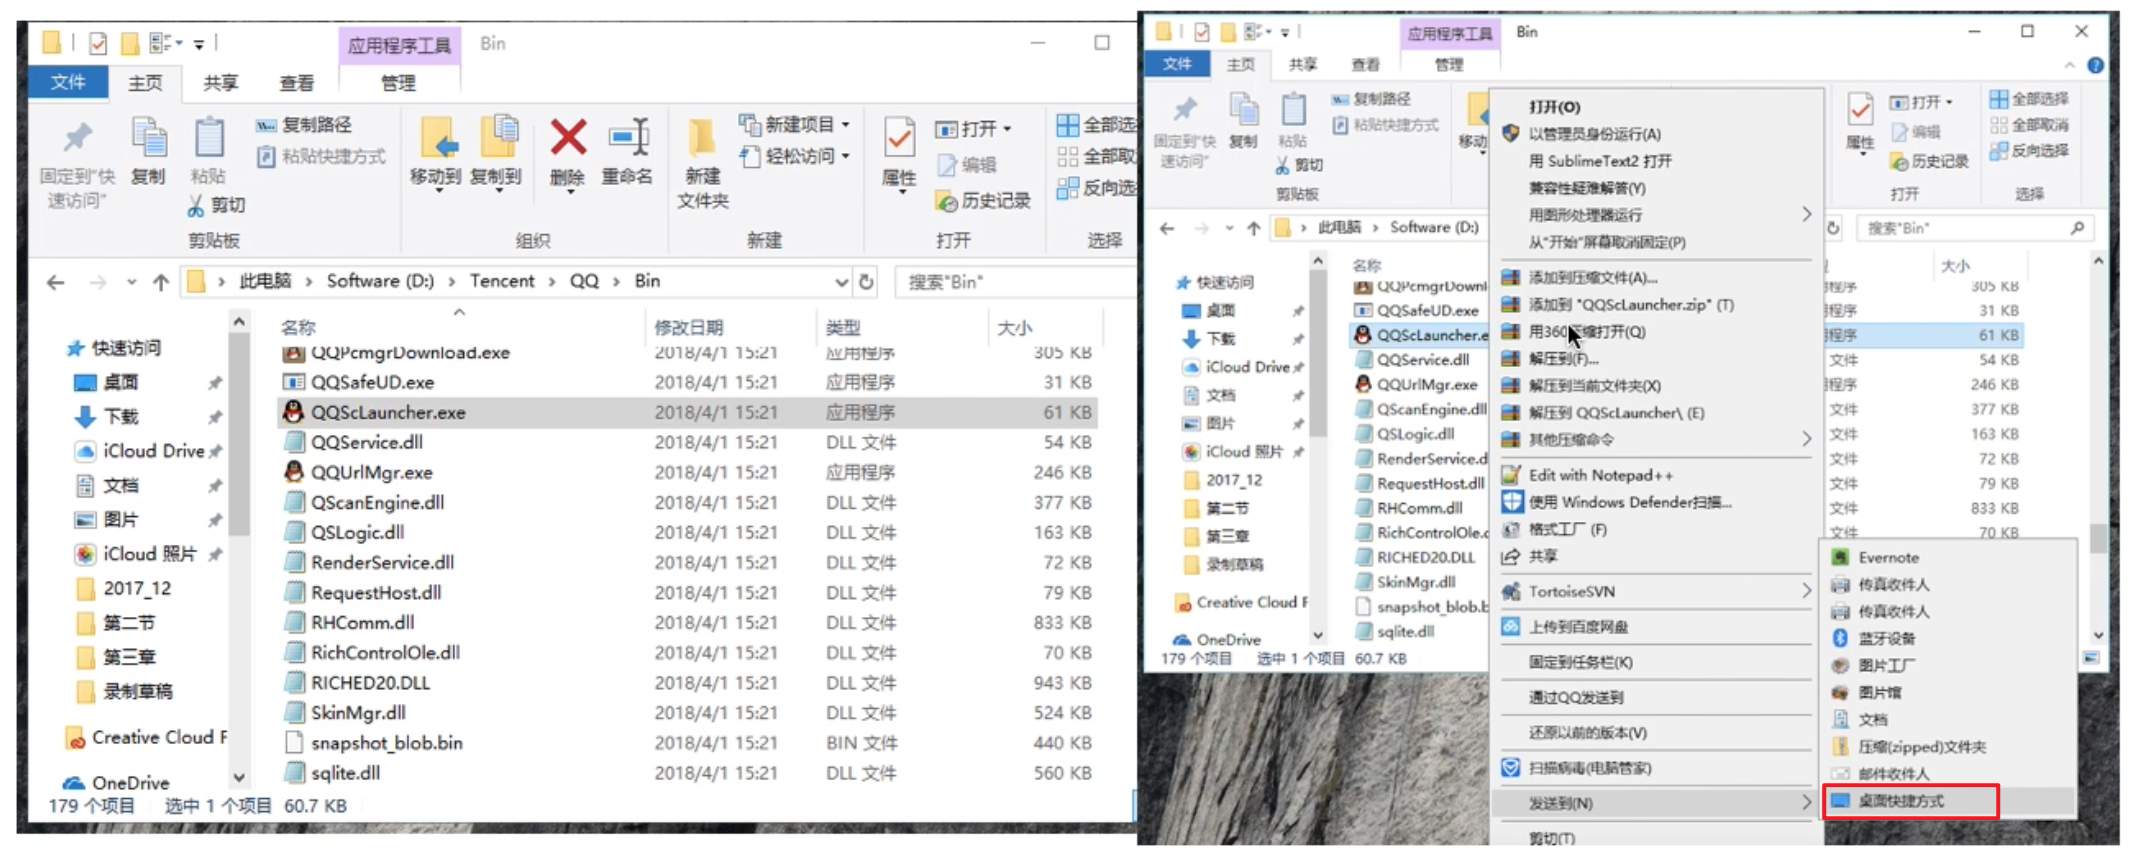 应用程序工具 Bin
文件 主页 共享 查看 管理
固定到"快速访问"
复制
粘贴
复制路径
粘贴快捷方式
剪切
剪贴板
移动到 复制到 删除 重命名
组织
新建文件夹
新建项目
轻松访问
新建
属性
打开
编辑
历史记录
打开
全部选
全部取
反向选
选择
此电脑 › Software (D:) › Tencent › QQ › Bin
搜索"Bin"
快速访问
桌面
下载
iCloud Drive
文档
图片
iCloud 照片
2017_12
第二节
第三章
录制草稿
Creative Cloud F
OneDrive
名称 修改日期 类型 大小
QQPcmgrDownload.exe 2018/4/1 15:21 应用程序 305 KB
QQSafeUD.exe 2018/4/1 15:21 应用程序 31 KB
QQScLauncher.exe 2018/4/1 15:21 应用程序 61 KB
QQService.dll 2018/4/1 15:21 DLL 文件 54 KB
QQUrlMgr.exe 2018/4/1 15:21 应用程序 246 KB
QScanEngine.dll 2018/4/1 15:21 DLL 文件 377 KB
QSLogic.dll 2018/4/1 15:21 DLL 文件 163 KB
RenderService.dll 2018/4/1 15:21 DLL 文件 72 KB
RequestHost.dll 2018/4/1 15:21 DLL 文件 79 KB
RHComm.dll 2018/4/1 15:21 DLL 文件 833 KB
RichControlOle.dll 2018/4/1 15:21 DLL 文件 70 KB
RICHED20.DLL 2018/4/1 15:21 DLL 文件 943 KB
SkinMgr.dll 2018/4/1 15:21 DLL 文件 524 KB
snapshot_blob.bin 2018/4/1 15:21 BIN 文件 440 KB
sqlite.dll 2018/4/1 15:21 DLL 文件 560 KB
179 个项目 选中 1 个项目 60.7 KB
应用程序工具 Bin
文件 主页 共享 查看 管理
固定到"快速访问"
复制
粘贴
复制路径
粘贴快捷方式
剪切
剪贴板
移动
属性
打开
编辑
历史记录
打开
全部选择
全部取消
反向选择
选择
此电脑 › Software (D:)
搜索"Bin"
快速访问
桌面
下载
iCloud Drive
文档
图片
iCloud 照片
2017_12
第二节
第三章
录制草稿
Creative Cloud F
OneDrive
名称 大小
QQPcmgrDownl 程序 305 KB
QQSafeUD.exe 程序 31 KB
QQScLauncher.e 程序 61 KB
QQService.dll 文件 54 KB
QQUrlMgr.exe 程序 246 KB
QScanEngine.dll 文件 377 KB
QSLogic.dll 文件 163 KB
RenderService.d 文件 72 KB
RequestHost.dll 文件 79 KB
RHComm.dll 文件 833 KB
RichControlOle.c 文件 70 KB
RICHED20.DLL
SkinMgr.dll
snapshot_blob.b
sqlite.dll
179 个项目 选中 1 个项目 60.7 KB
打开(O)
以管理员身份运行(A)
用 SublimeText2 打开
兼容性疑难解答(Y)
用图形处理器运行
从"开始"屏幕取消固定(P)
添加到压缩文件(A)...
添加到 "QQScLauncher.zip" (T)
用360压缩打开(Q)
解压到(F)...
解压到当前文件夹(X)
解压到 QQScLauncher\ (E)
其他压缩命令
Edit with Notepad++
使用 Windows Defender扫描...
格式工厂 (F)
共享
TortoiseSVN
上传到百度网盘
固定到任务栏(K)
通过QQ发送到
还原以前的版本(V)
扫描病毒(电脑管家)
发送到(N)
剪切(T)
Evernote
传真收件人
传真收件人
蓝牙设备
图片工厂
图片馆
文档
压缩(zipped)文件夹
邮件收件人
桌面快捷方式